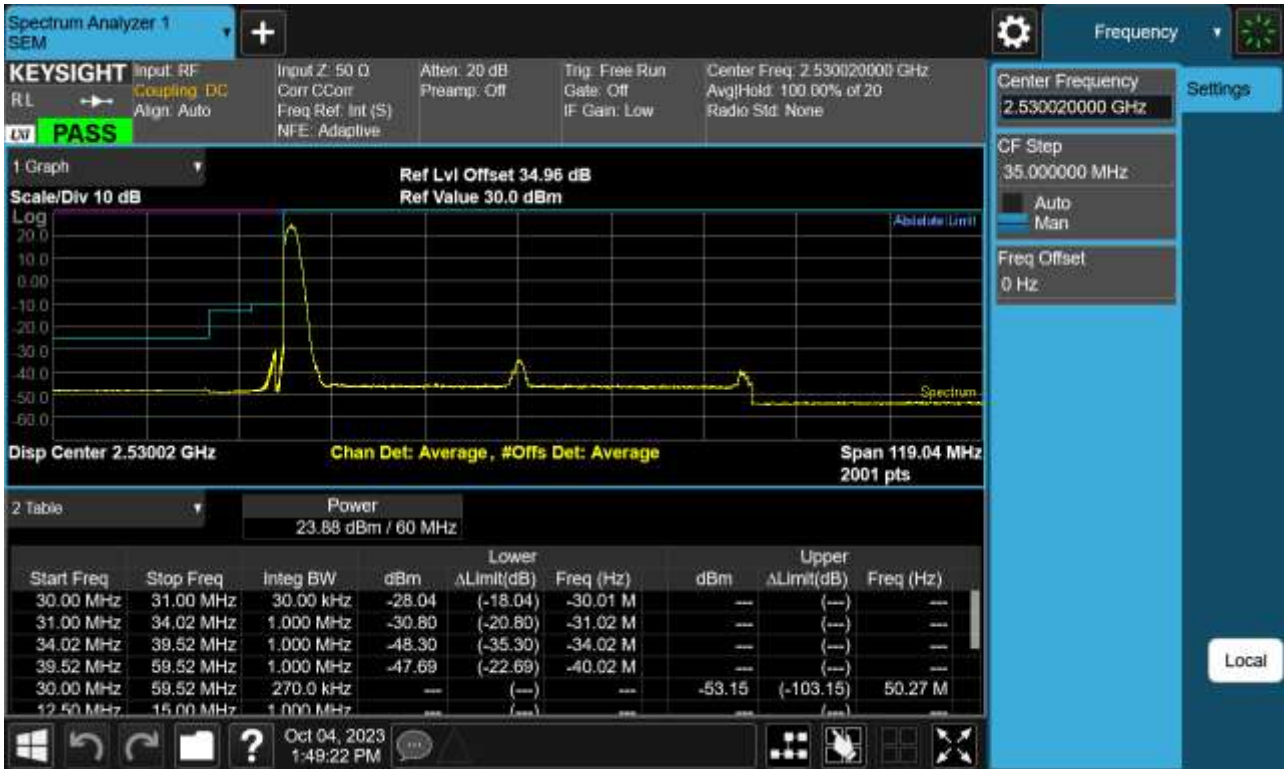 Spectrum Analyzer 1
SEM
+
Frequency
KEYSIGHT
RL
LXI PASS
Input: RF
Coupling: DC
Align: Auto
Input Z: 50 Ω
Corr CCorr
Freq Ref: Int (S)
NFE: Adaptive
Atten: 20 dB
Preamp: Off
Trig: Free Run
Gate: Off
IF Gain: Low
Center Freq: 2.530020000 GHz
Avg|Hold: 100.00% of 20
Radio Std: None
Center Frequency
2.530020000 GHz
Settings
CF Step
35.000000 MHz
Auto
Man
Freq Offset
0 Hz
Local
1 Graph
Scale/Div 10 dB
Ref Lvl Offset 34.96 dB
Ref Value 30.0 dBm
Log
20.0
10.0
0.00
-10.0
-20.0
-30.0
-40.0
-50.0
-60.0
Absolute Limit
Spectrum
Disp Center 2.53002 GHz
Chan Det: Average, #Offs Det: Average
Span 119.04 MHz
2001 pts
2 Table
Power
23.88 dBm / 60 MHz
Lower Upper
Start Freq Stop Freq Integ BW dBm ΔLimit(dB) Freq (Hz) dBm ΔLimit(dB) Freq (Hz)
30.00 MHz 31.00 MHz 30.00 kHz -28.04 (-18.04) -30.01 M --- (---) ---
31.00 MHz 34.02 MHz 1.000 MHz -30.80 (-20.80) -31.02 M --- (---) ---
34.02 MHz 39.52 MHz 1.000 MHz -48.30 (-35.30) -34.02 M --- (---) ---
39.52 MHz 59.52 MHz 1.000 MHz -47.69 (-22.69) -40.02 M --- (---) ---
30.00 MHz 59.52 MHz 270.0 kHz --- (---) --- -53.15 (-103.15) 50.27 M
12.50 MHz 15.00 MHz 1.000 MHz --- (---) --- --- (---) ---
?
Oct 04, 2023
1:49:22 PM